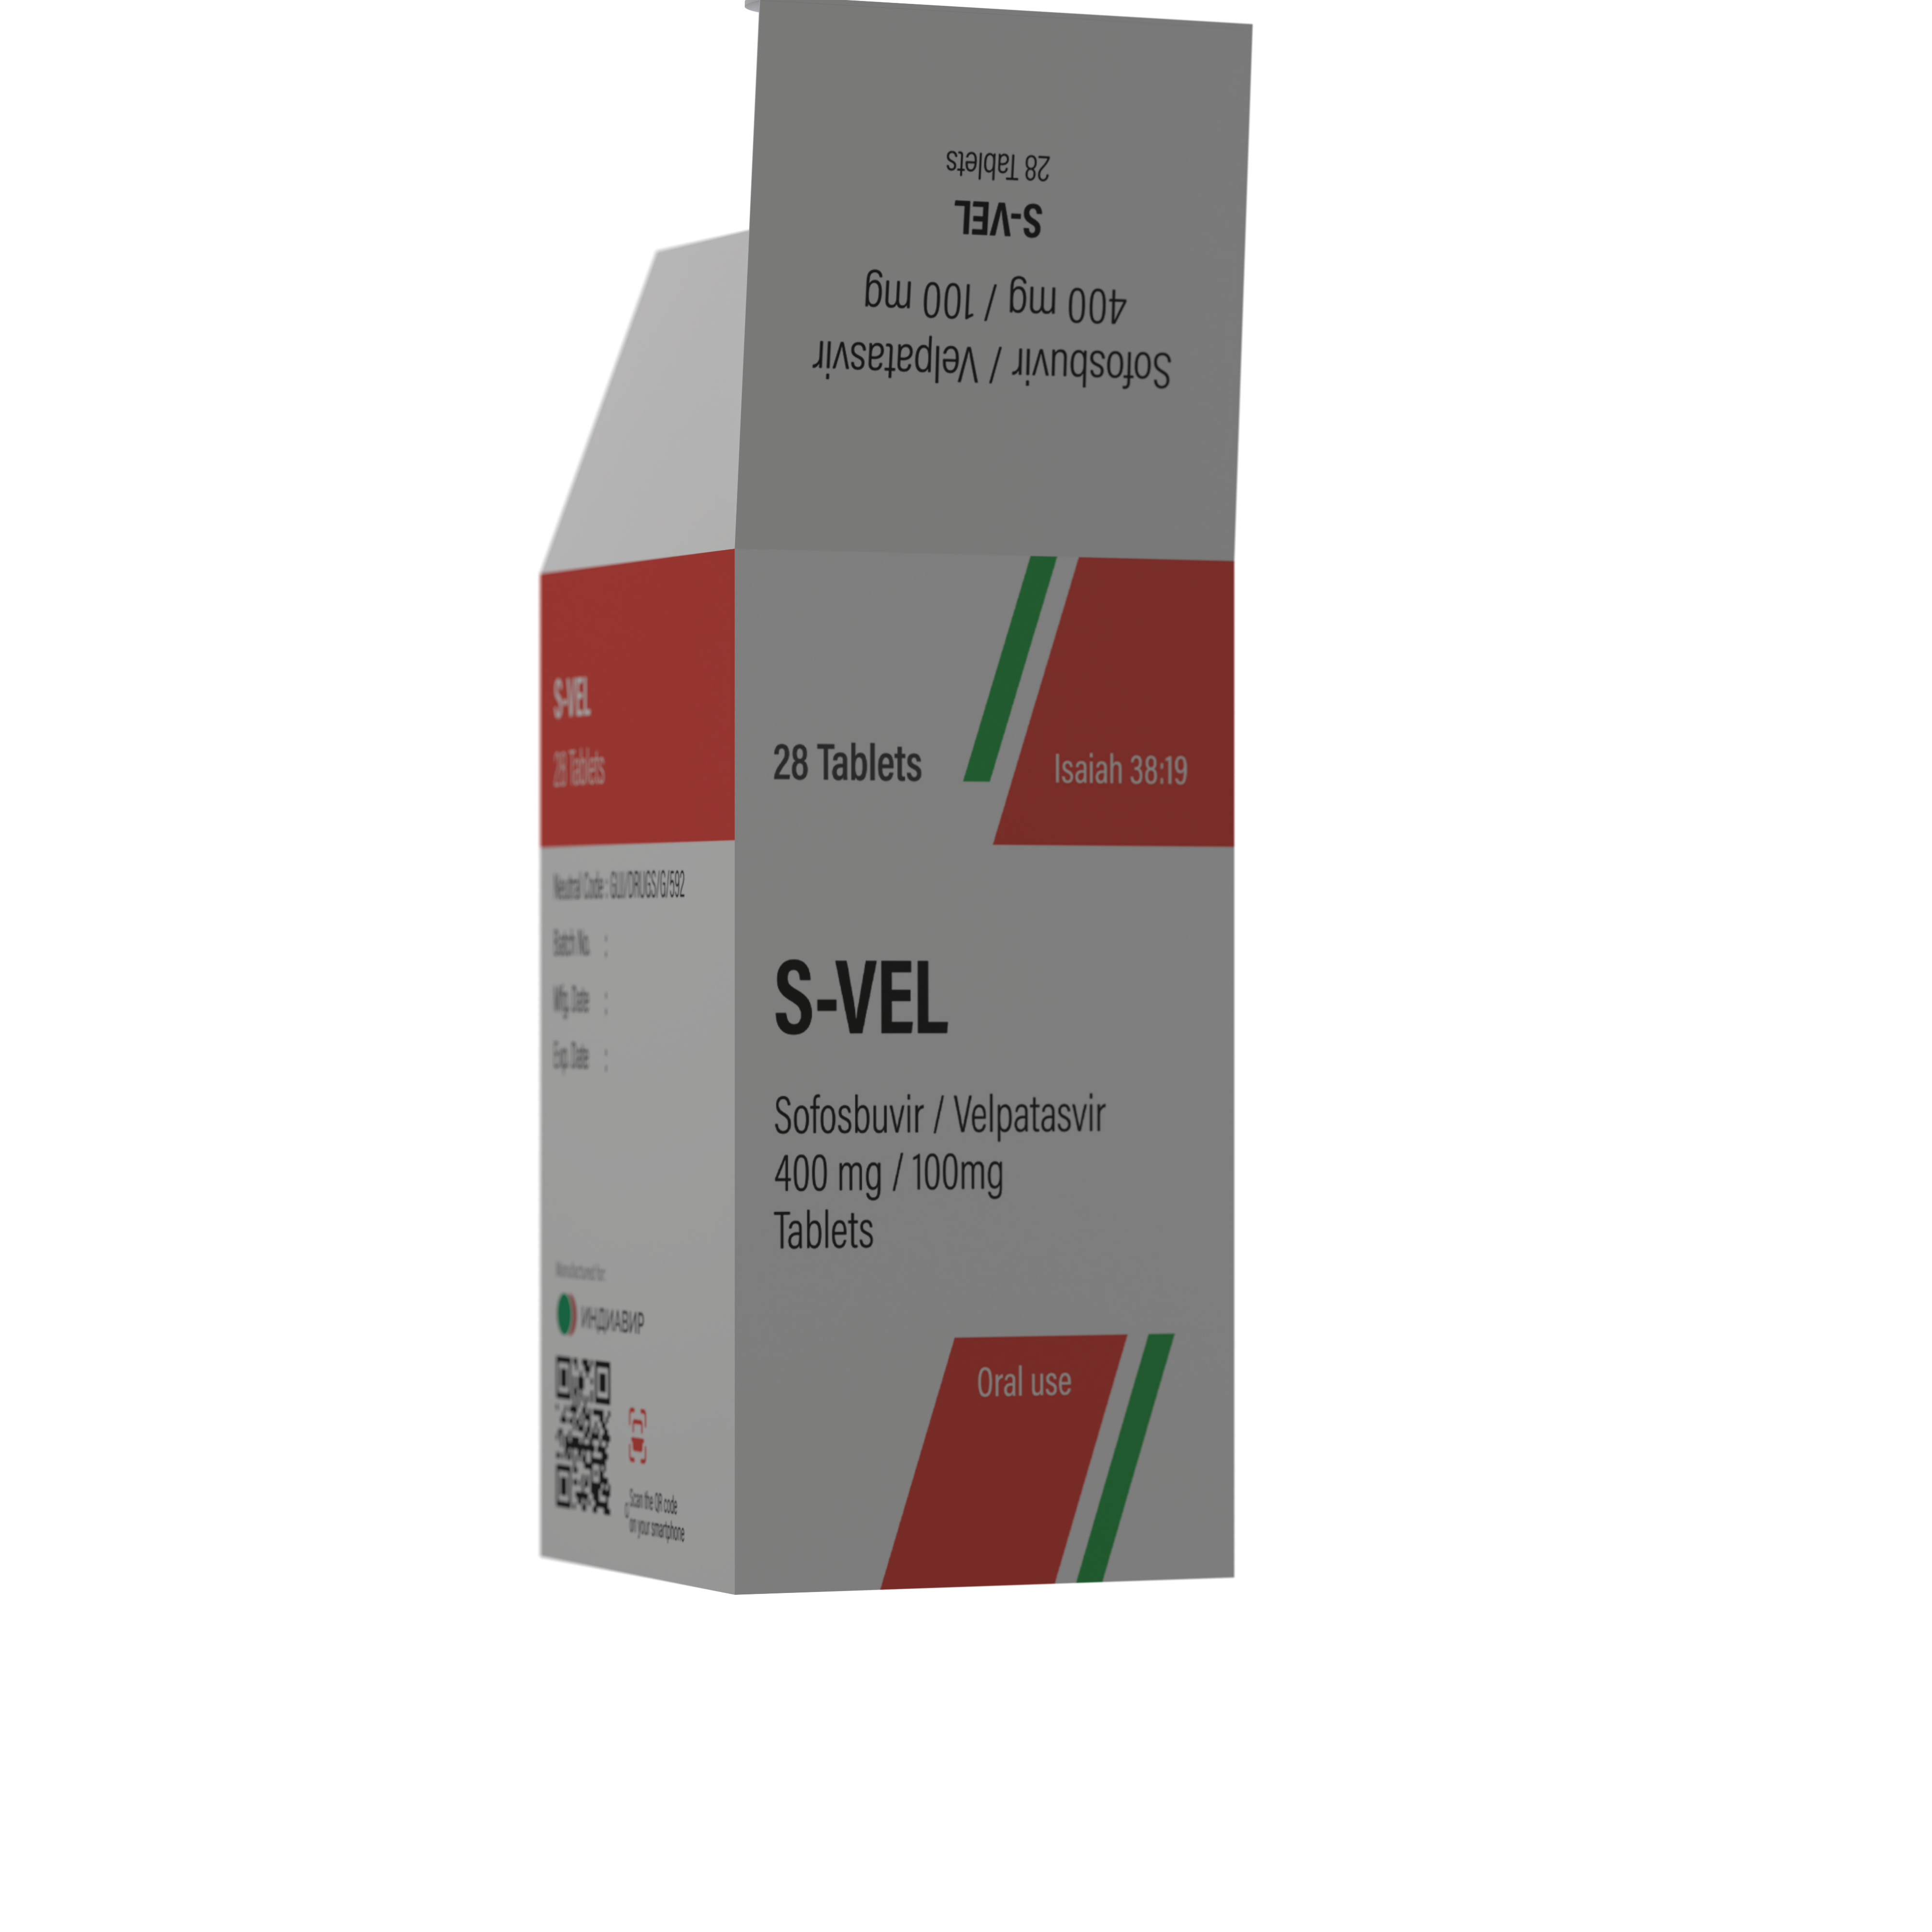 28 Tablets
S-VEL
400 mg / 100 mg
Sofosbuvir / Velpatasvir
28 Tablets
Isaiah 38:19
S-VEL
Sofosbuvir / Velpatasvir
400 mg / 100mg
Tablets
Oral use
S-VEL
28 Tablets
Neutral Code : GUJ/DRUGS/G/592
Batch No. :
Mfg. Date :
Exp. Date :
Manufactured for:
ИНДИАВИР
Scan the QR code
on your smartphone